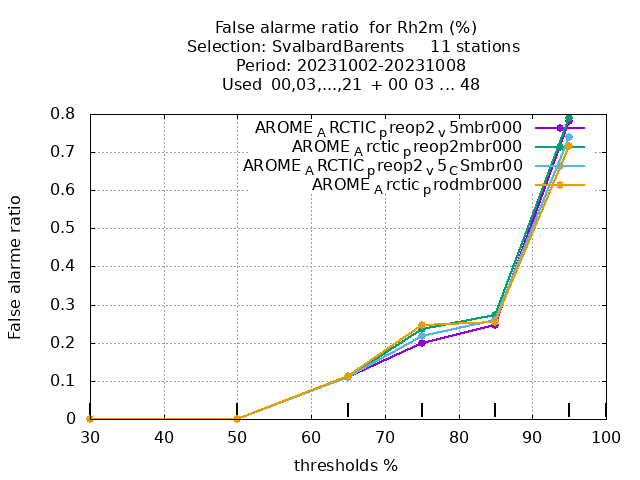 False alarme ratio  for Rh2m (%)
Selection: SvalbardBarents     11 stations
Period: 20231002-20231008
Used  00,03,...,21  + 00 03 ... 48
0.8
0.7
0.6
0.5
0.4
0.3
0.2
0.1
0
False alarme ratio
AROME_ARCTIC_preop2_v5mbr000
AROME_Arctic_preop2mbr000
AROME_ARCTIC_preop2_v5_CSmbr00
AROME_Arctic_prodmbr000
30 40 50 60 70 80 90 100
thresholds %